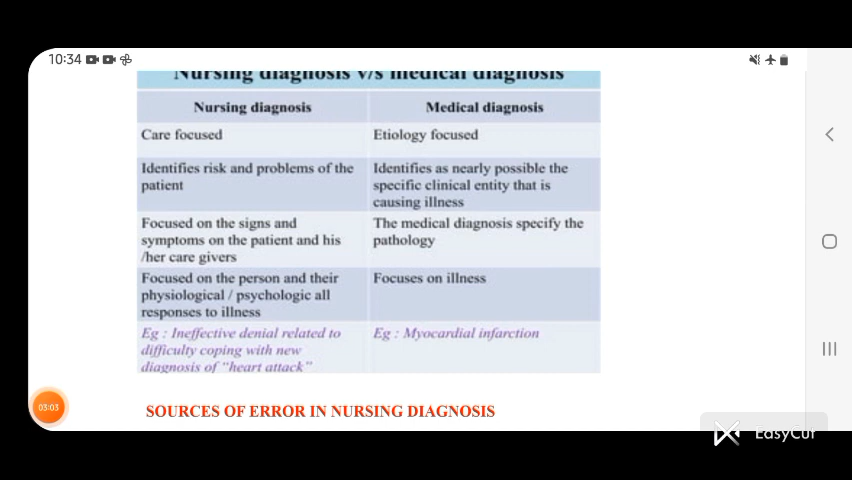 10:34
Nursing diagnosis v/s medical diagnosis
Nursing diagnosis
Medical diagnosis
Care focused
Etiology focused
Identifies risk and problems of the
patient
Identifies as nearly possible the
specific clinical entity that is
causing illness
Focused on the signs and
symptoms on the patient and his
/her care givers
The medical diagnosis specify the
pathology
Focused on the person and their
physiological / psychologic all
responses to illness
Focuses on illness
Eg : Ineffective denial related to
difficulty coping with new
diagnosis of “heart attack”
Eg : Myocardial infarction
SOURCES OF ERROR IN NURSING DIAGNOSIS
03:03
EasyCut